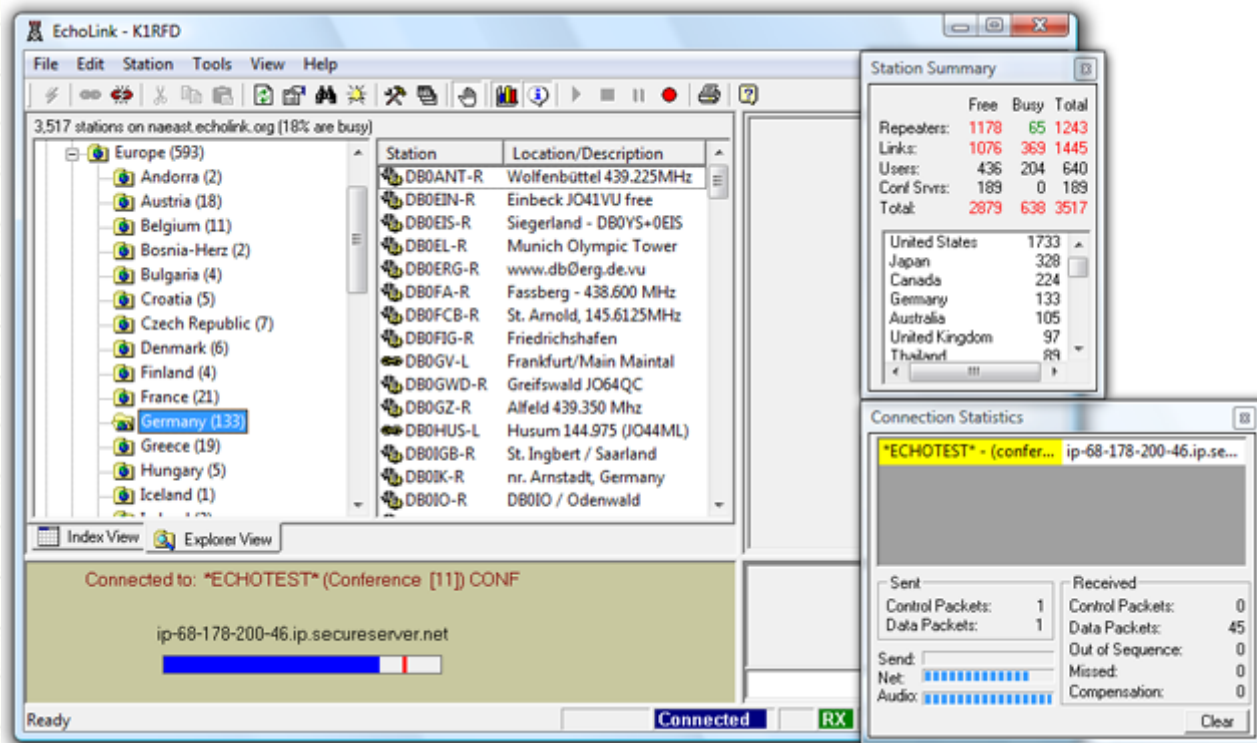 EchoLink - K1RFD
File Edit Station Tools View Help
3,517 stations on naeast.echolink.org (18% are busy)
Europe (593)
Andorra (2)
Austria (18)
Belgium (11)
Bosnia-Herz (2)
Bulgaria (4)
Croatia (5)
Czech Republic (7)
Denmark (6)
Finland (4)
France (21)
Germany (133)
Greece (19)
Hungary (5)
Iceland (1)
Station Location/Description
DB0ANT-R Wolfenbüttel 439.225MHz
DB0EIN-R Einbeck JO41VU free
DB0EIS-R Siegerland - DB0YS+0EIS
DB0EL-R Munich Olympic Tower
DB0ERG-R www.dbØerg.de.vu
DB0FA-R Fassberg - 438.600 MHz
DB0FCB-R St. Arnold, 145.6125MHz
DB0FIG-R Friedrichshafen
DB0GV-L Frankfurt/Main Maintal
DB0GWD-R Greifswald JO64QC
DB0GZ-R Alfeld 439.350 Mhz
DB0HUS-L Husum 144.975 (JO44ML)
DB0IGB-R St. Ingbert / Saarland
DB0IK-R nr. Arnstadt, Germany
DB0IO-R DB0IO / Odenwald
Index View Explorer View
Connected to: *ECHOTEST* (Conference [11]) CONF
ip-68-178-200-46.ip.secureserver.net
Ready Connected RX
Station Summary
Free Busy Total
Repeaters: 1178 65 1243
Links: 1076 369 1445
Users: 436 204 640
Conf Srvrs: 189 0 189
Total: 2879 638 3517
United States 1733
Japan 328
Canada 224
Germany 133
Australia 105
United Kingdom 97
Thailand 89
Connection Statistics
*ECHOTEST* - (confer... ip-68-178-200-46.ip.se...
Sent
Control Packets: 1
Data Packets: 1
Send:
Net:
Audio:
Received
Control Packets: 0
Data Packets: 45
Out of Sequence: 0
Missed: 0
Compensation: 0
Clear